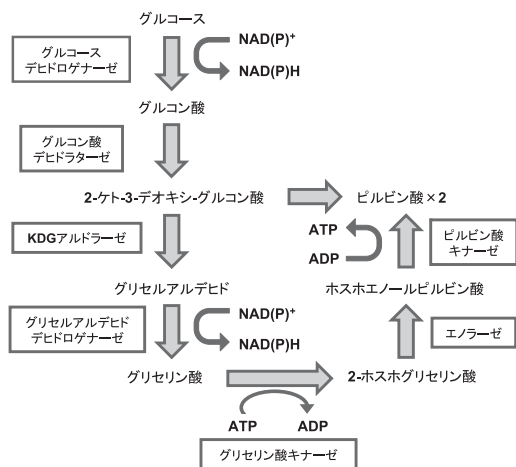 グルコース
グルコース
デヒドロゲナーゼ
NAD(P)⁺
NAD(P)H
グルコン酸
グルコン酸
デヒドラターゼ
2-ケト-3-デオキシ-グルコン酸
ピルビン酸×2
KDGアルドラーゼ
ATP
ADP
ピルビン酸
キナーゼ
グリセルアルデヒド
ホスホエノールピルビン酸
グリセルアルデヒド
デヒドロゲナーゼ
NAD(P)⁺
NAD(P)H
エノラーゼ
グリセリン酸
2-ホスホグリセリン酸
ATP
ADP
グリセリン酸キナーゼ